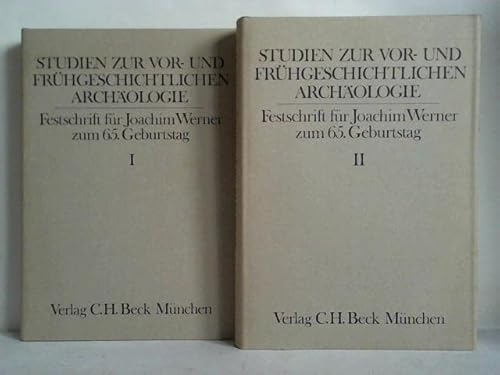 STUDIEN ZUR VOR- UND
FRÜHGESCHICHTLICHEN
ARCHÄOLOGIE
Festschrift für Joachim Werner
zum 65. Geburtstag
I
Verlag C.H. Beck München
STUDIEN ZUR VOR- UND
FRÜHGESCHICHTLICHEN
ARCHÄOLOGIE
Festschrift für Joachim Werner
zum 65. Geburtstag
II
Verlag C.H. Beck München